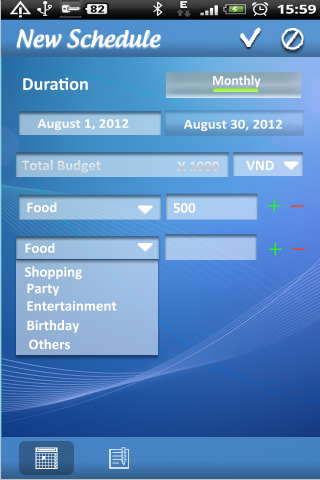 82 E 15:59
New Schedule
Duration Monthly
August 1, 2012 August 30, 2012
Total Budget X 1000 VND
Food 500 + −
Food + −
Shopping
Party
Entertainment
Birthday
Others